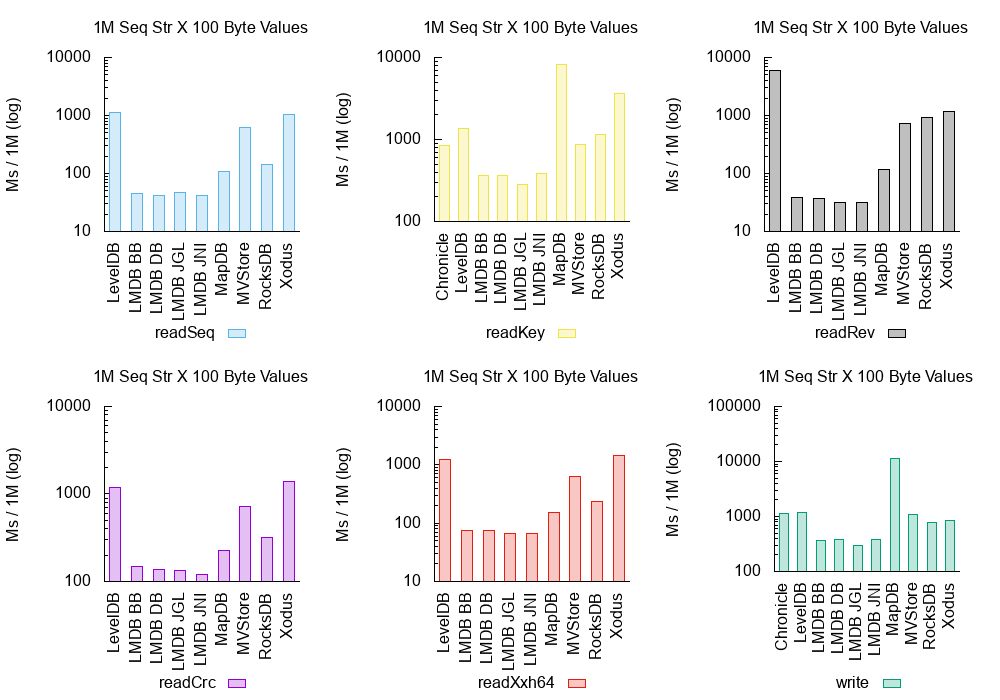 1M Seq Str X 100 Byte Values
Ms / 1M (log)
10000
1000
100
10
LevelDB
LMDB BB
LMDB DB
LMDB JGL
LMDB JNI
MapDB
MVStore
RocksDB
Xodus
readSeq
1M Seq Str X 100 Byte Values
Ms / 1M (log)
10000
1000
100
Chronicle
LevelDB
LMDB BB
LMDB DB
LMDB JGL
LMDB JNI
MapDB
MVStore
RocksDB
Xodus
readKey
1M Seq Str X 100 Byte Values
Ms / 1M (log)
10000
1000
100
10
LevelDB
LMDB BB
LMDB DB
LMDB JGL
LMDB JNI
MapDB
MVStore
RocksDB
Xodus
readRev
1M Seq Str X 100 Byte Values
Ms / 1M (log)
10000
1000
100
LevelDB
LMDB BB
LMDB DB
LMDB JGL
LMDB JNI
MapDB
MVStore
RocksDB
Xodus
readCrc
1M Seq Str X 100 Byte Values
Ms / 1M (log)
10000
1000
100
10
LevelDB
LMDB BB
LMDB DB
LMDB JGL
LMDB JNI
MapDB
MVStore
RocksDB
Xodus
readXxh64
1M Seq Str X 100 Byte Values
Ms / 1M (log)
100000
10000
1000
100
Chronicle
LevelDB
LMDB BB
LMDB DB
LMDB JGL
LMDB JNI
MapDB
MVStore
RocksDB
Xodus
write